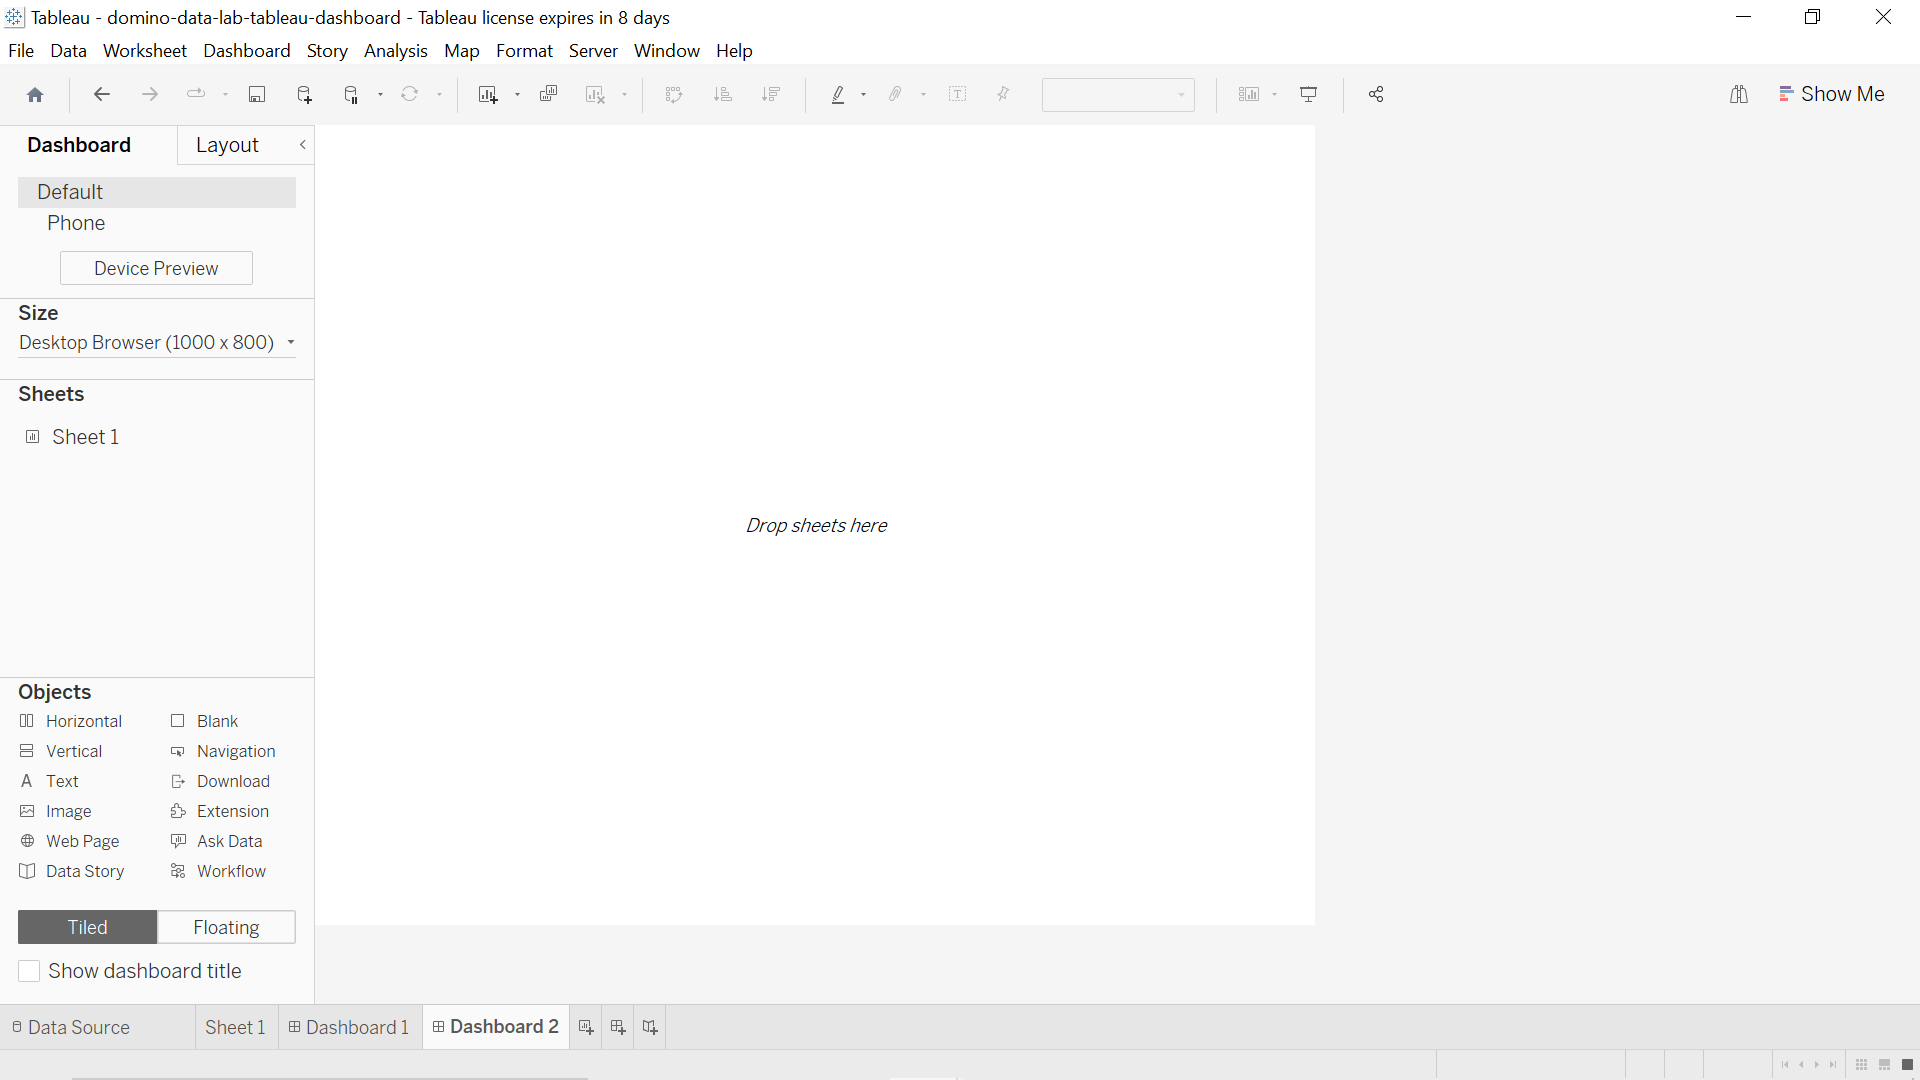 Tableau - domino-data-lab-tableau-dashboard - Tableau license expires in 8 days
File Data Worksheet Dashboard Story Analysis Map Format Server Window Help
Show Me
Dashboard Layout
Default
Phone
Device Preview
Size
Desktop Browser (1000 x 800)
Sheets
Sheet 1
Drop sheets here
Objects
Horizontal Blank
Vertical Navigation
Text Download
Image Extension
Web Page Ask Data
Data Story Workflow
Tiled Floating
Show dashboard title
Data Source Sheet 1 Dashboard 1 Dashboard 2